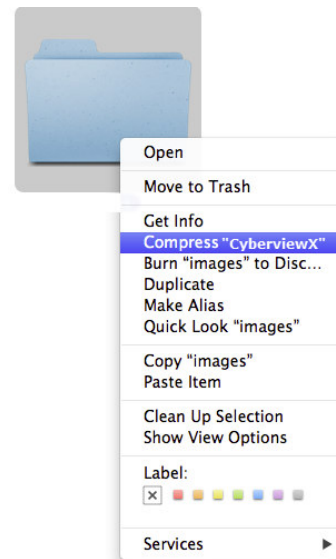 Open
Move to Trash
Get Info
Compress "CyberviewX"
Burn “images” to Disc...
Duplicate
Make Alias
Quick Look “images”
Copy “images”
Paste Item
Clean Up Selection
Show View Options
Label:
Services